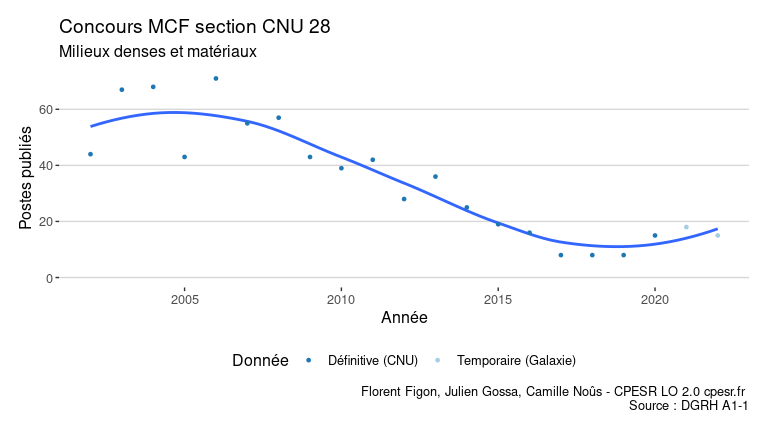 Concours MCF section CNU 28
Milieux denses et matériaux
Postes publiés
60
40
20
0
2005 2010 2015 2020
Année
Donnée Définitive (CNU) Temporaire (Galaxie)
Florent Figon, Julien Gossa, Camille Noûs - CPESR LO 2.0 cpesr.fr
Source : DGRH A1-1